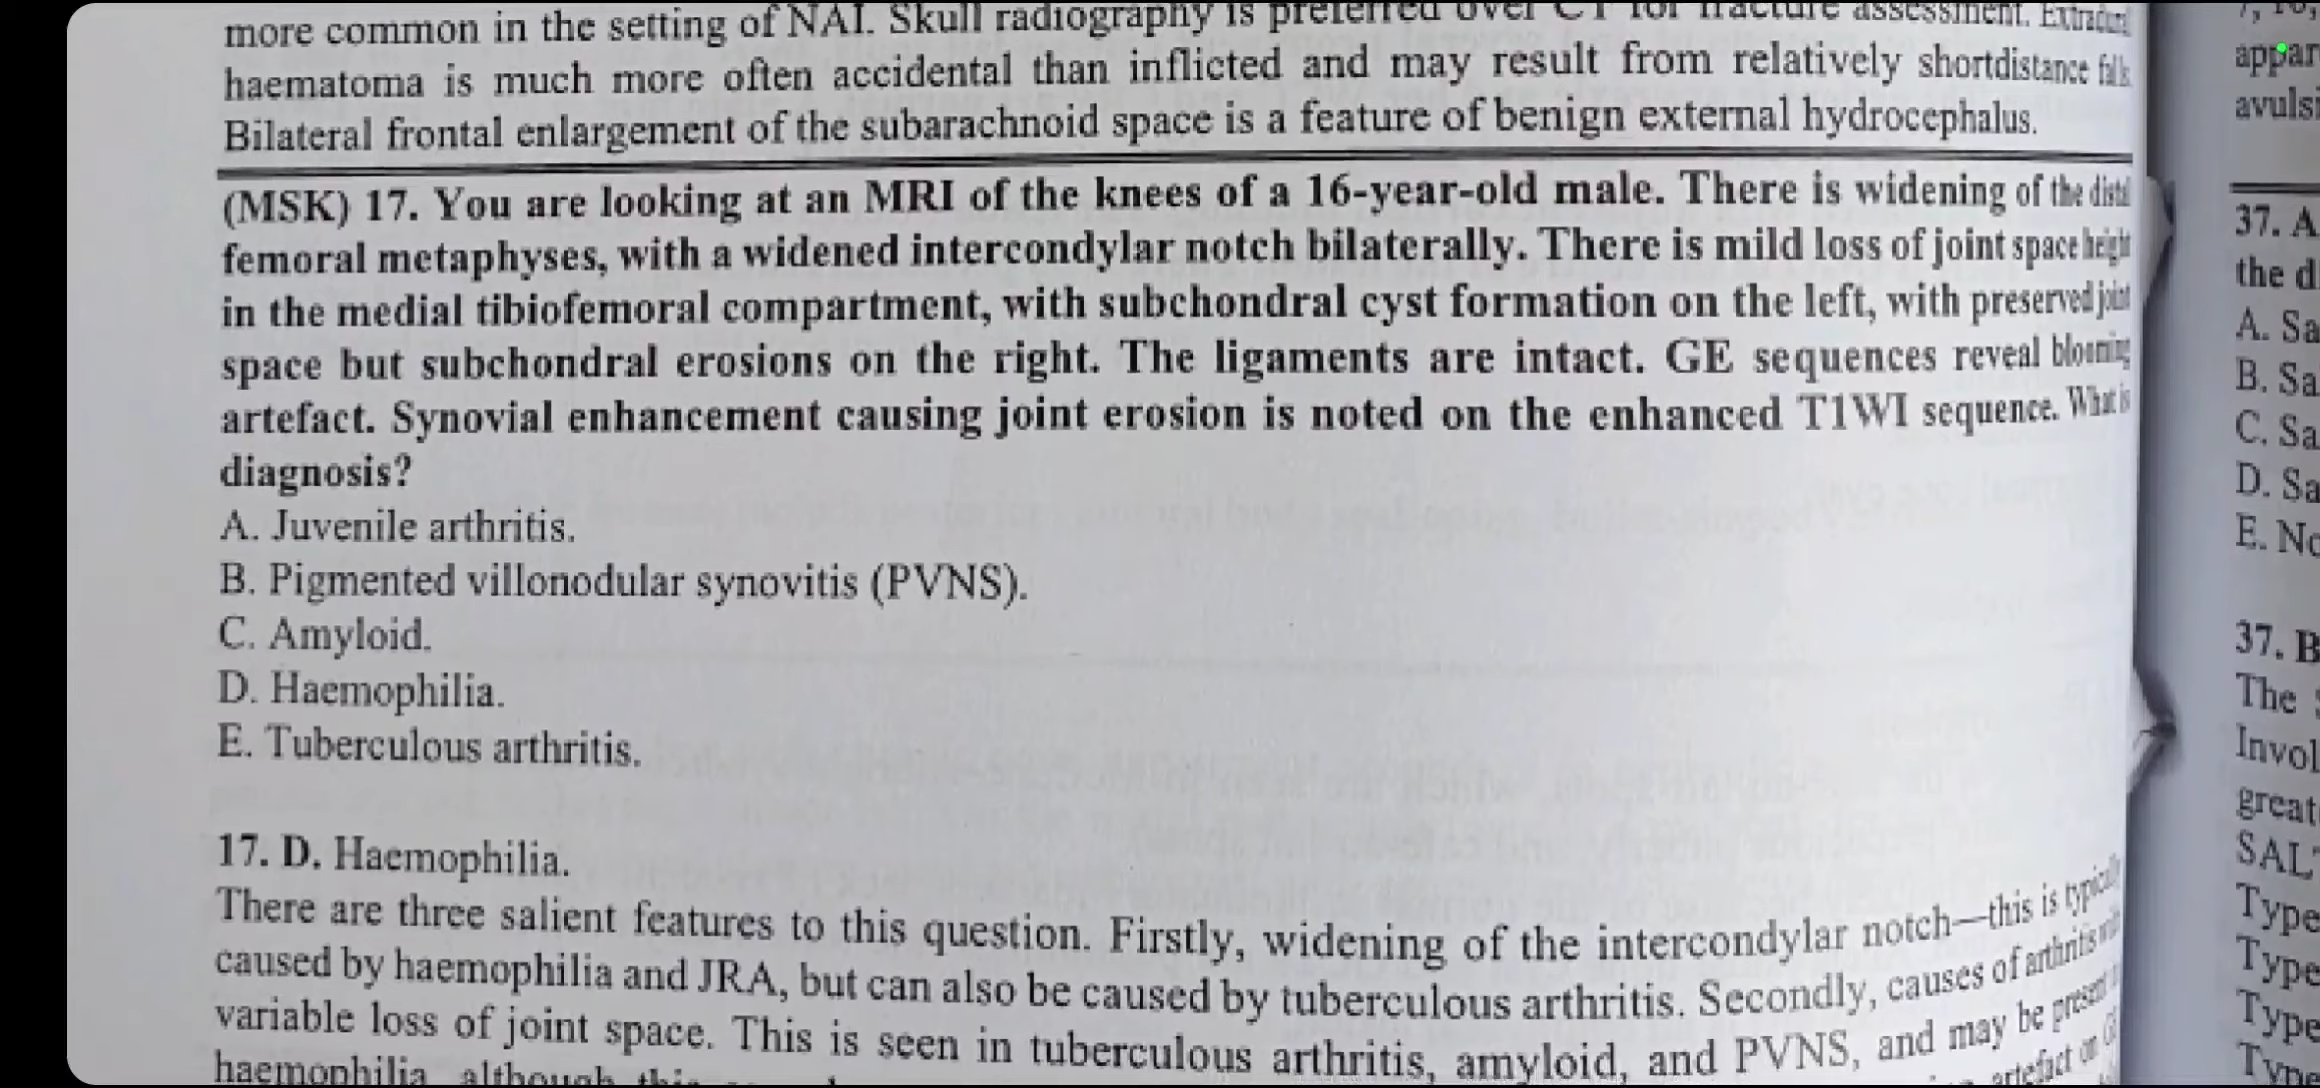 more common in the setting of NAI. Skull radiography is preferred over CT for fracture assessment. Extradural
haematoma is much more often accidental than inflicted and may result from relatively shortdistance falls.
Bilateral frontal enlargement of the subarachnoid space is a feature of benign external hydrocephalus.
(MSK) 17. You are looking at an MRI of the knees of a 16-year-old male. There is widening of the distal
femoral metaphyses, with a widened intercondylar notch bilaterally. There is mild loss of joint space height
in the medial tibiofemoral compartment, with subchondral cyst formation on the left, with preserved joint
space but subchondral erosions on the right. The ligaments are intact. GE sequences reveal blooming
artefact. Synovial enhancement causing joint erosion is noted on the enhanced T1WI sequence. What is
diagnosis?
A. Juvenile arthritis.
B. Pigmented villonodular synovitis (PVNS).
C. Amyloid.
D. Haemophilia.
E. Tuberculous arthritis.
17. D. Haemophilia.
There are three salient features to this question. Firstly, widening of the intercondylar notch—this is typically
caused by haemophilia and JRA, but can also be caused by tuberculous arthritis. Secondly, causes of arthritis with
variable loss of joint space. This is seen in tuberculous arthritis, amyloid, and PVNS, and may be present
haemophilia, although this
artefact on
appar
avulsi
37. A
the d
A. Sa
B. Sa
C. Sa
D. Sa
E. No
37. B
The
Invol
great
SALT
Type
Type
Type
Type